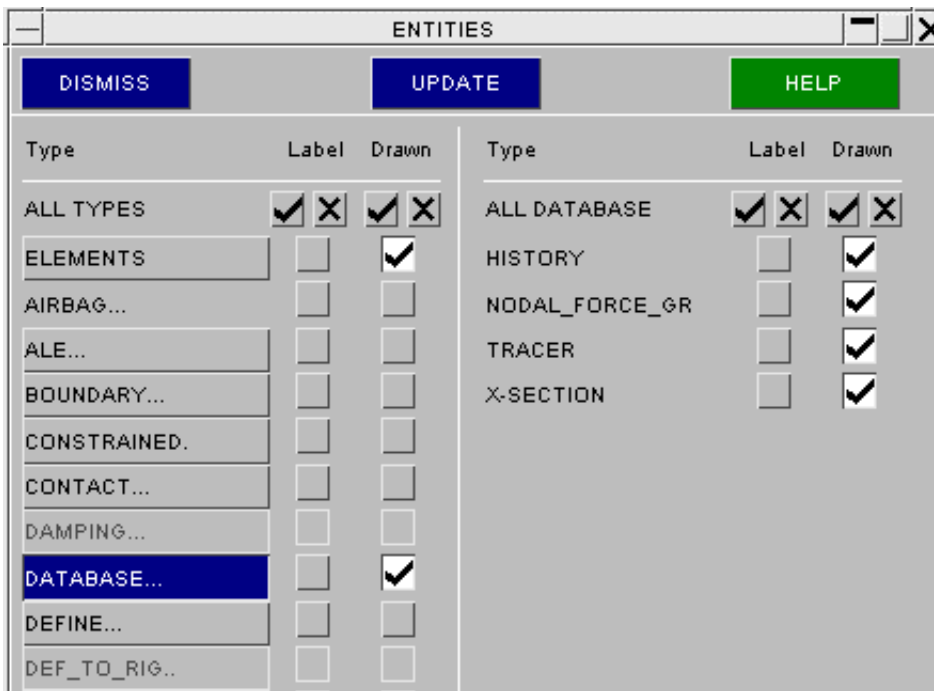 ENTITIES
DISMISS UPDATE HELP
Type Label Drawn
ALL TYPES
ELEMENTS
AIRBAG...
ALE...
BOUNDARY...
CONSTRAINED.
CONTACT...
DAMPING...
DATABASE...
DEFINE...
DEF_TO_RIG..
Type Label Drawn
ALL DATABASE
HISTORY
NODAL_FORCE_GR
TRACER
X-SECTION